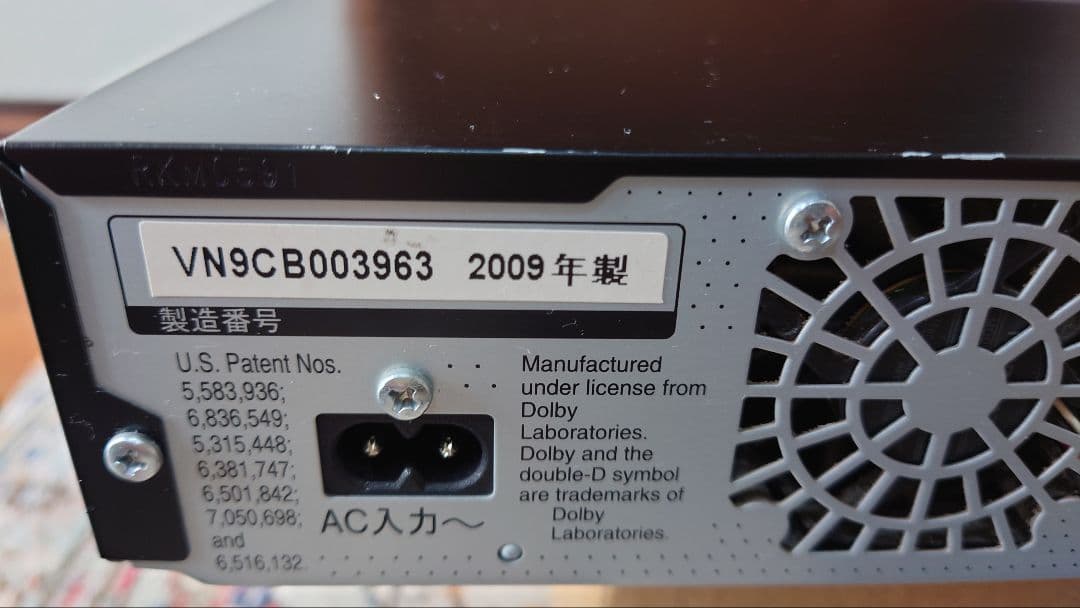 RKMC591
VN9CB003963 2009年製
製造番号
U.S. Patent Nos.
5,583,936;
6,836,549;
5,315,448;
6,381,747;
6,501,842;
7,050,698;
and
6,516,132.
AC入力～
Manufactured
under license from
Dolby
Laboratories.
Dolby and the
double-D symbol
are trademarks of
Dolby
Laboratories.